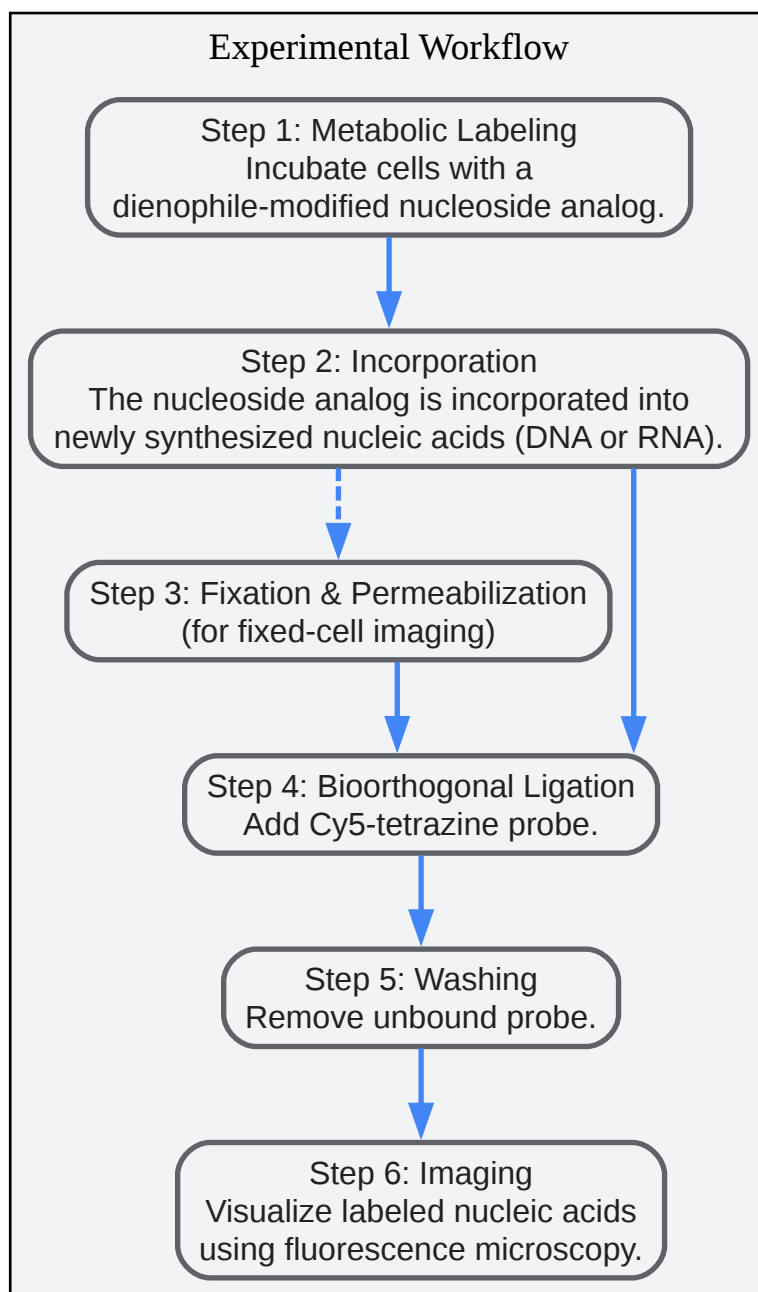 Experimental Workflow
Step 1: Metabolic Labeling
Incubate cells with a
dienophile-modified nucleoside analog.
Step 2: Incorporation
The nucleoside analog is incorporated into
newly synthesized nucleic acids (DNA or RNA).
Step 3: Fixation & Permeabilization
(for fixed-cell imaging)
Step 4: Bioorthogonal Ligation
Add Cy5-tetrazine probe.
Step 5: Washing
Remove unbound probe.
Step 6: Imaging
Visualize labeled nucleic acids
using fluorescence microscopy.